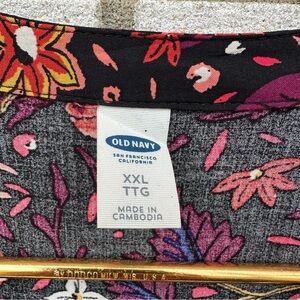 OLD NAVY
SAN FRANCISCO
CALIFORNIA
XXL
TTG
MADE IN
CAMBODIA
U S A